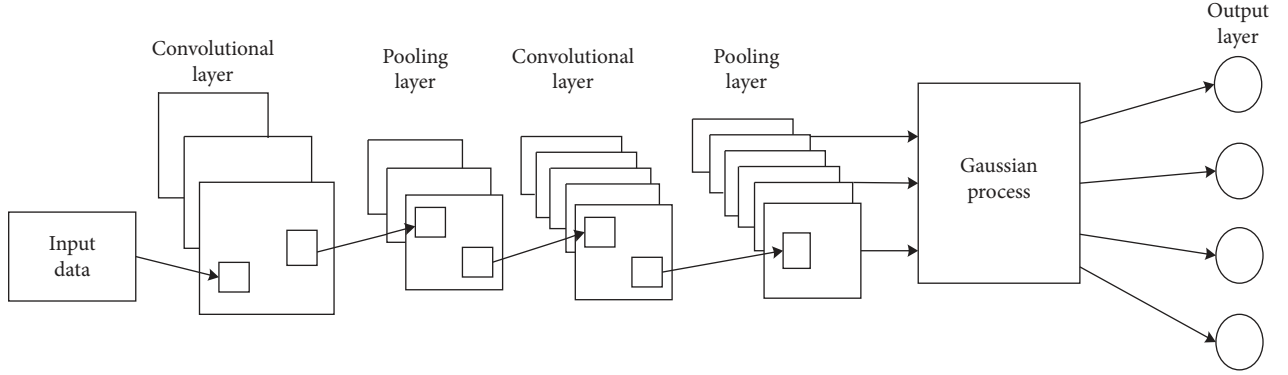 Convolutional
layer
Pooling
layer
Convolutional
layer
Pooling
layer
Output
layer
Input
data
Gaussian
process